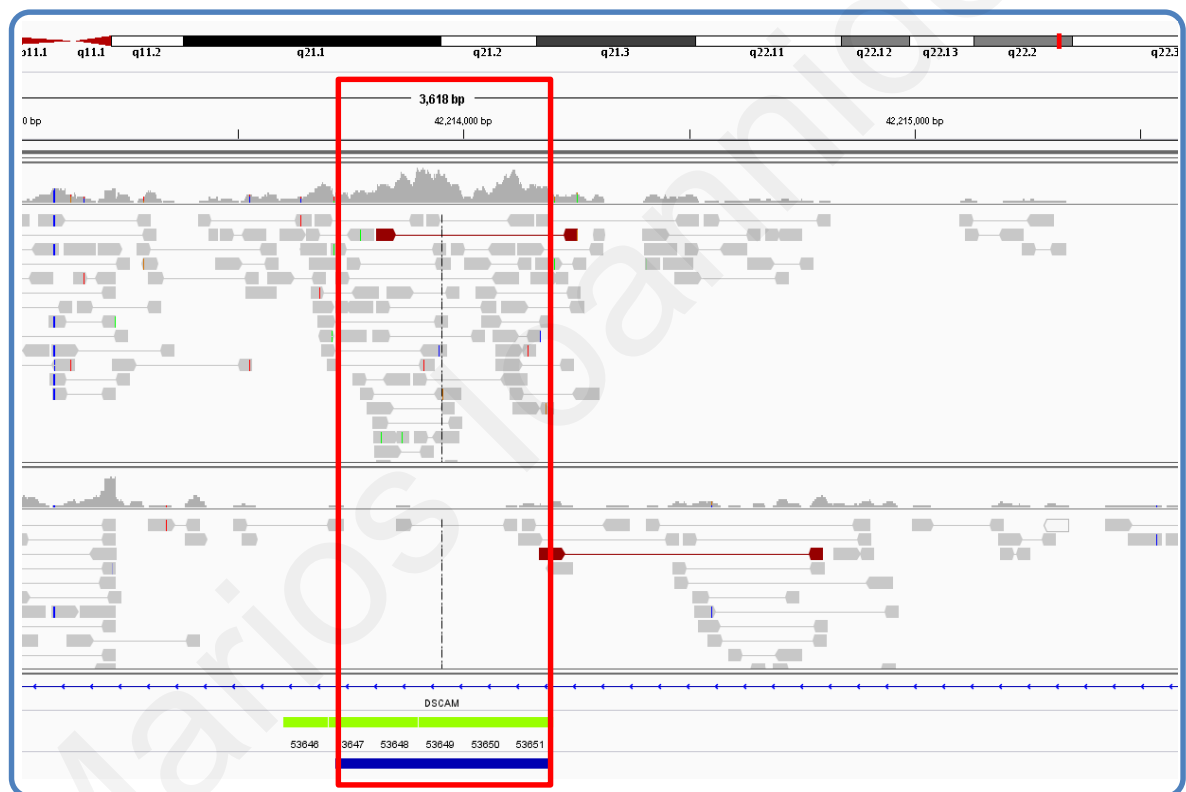 p11.1 q11.1 q11.2 q21.1 q21.2 q21.3 q22.11 q22.12 q22.13 q22.2 q22.3
3,618 bp
0 bp 42,214,000 bp 42,215,000 bp
DSCAM
53646 53647 53648 53649 53650 53651
Marios Ioannido